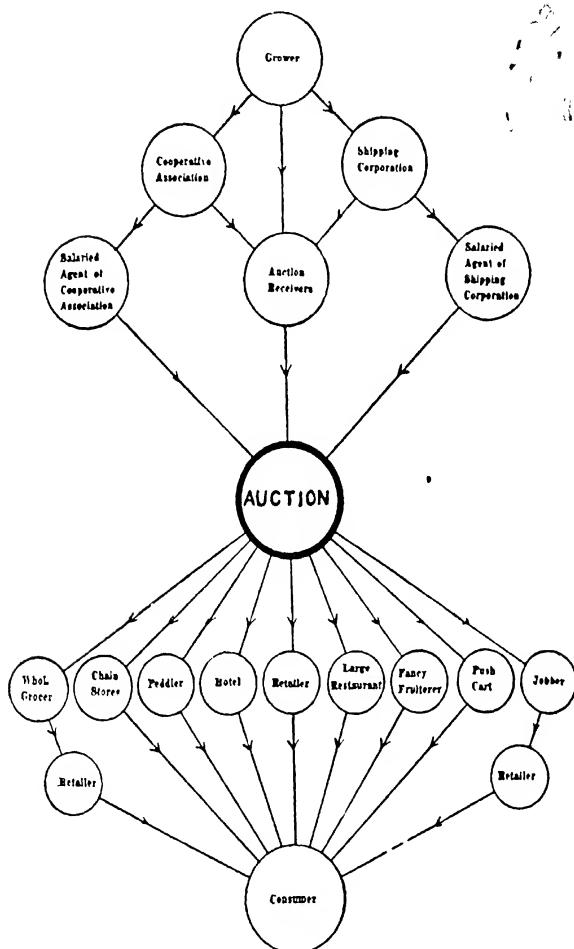 Grower
Cooperative
Association
Shipping
Corporation
Salaried
Agent of
Cooperative
Association
Auction
Receivers
Salaried
Agent of
Shipping
Corporation
AUCTION
Whol.
Grocer
Chain
Stores
Peddler
Hotel
Retailer
Large
Restaurant
Fancy
Fruiterer
Push
Cart
Jobber
Retailer
Retailer
Consumer